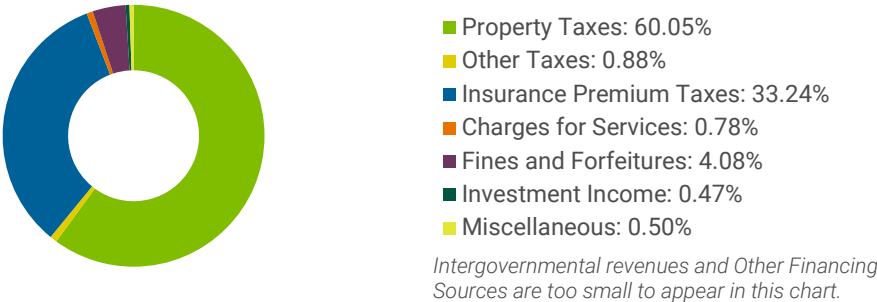 Property Taxes: 60.05%
Other Taxes: 0.88%
Insurance Premium Taxes: 33.24%
Charges for Services: 0.78%
Fines and Forfeitures: 4.08%
Investment Income: 0.47%
Miscellaneous: 0.50%
Intergovernmental revenues and Other Financing
Sources are too small to appear in this chart.